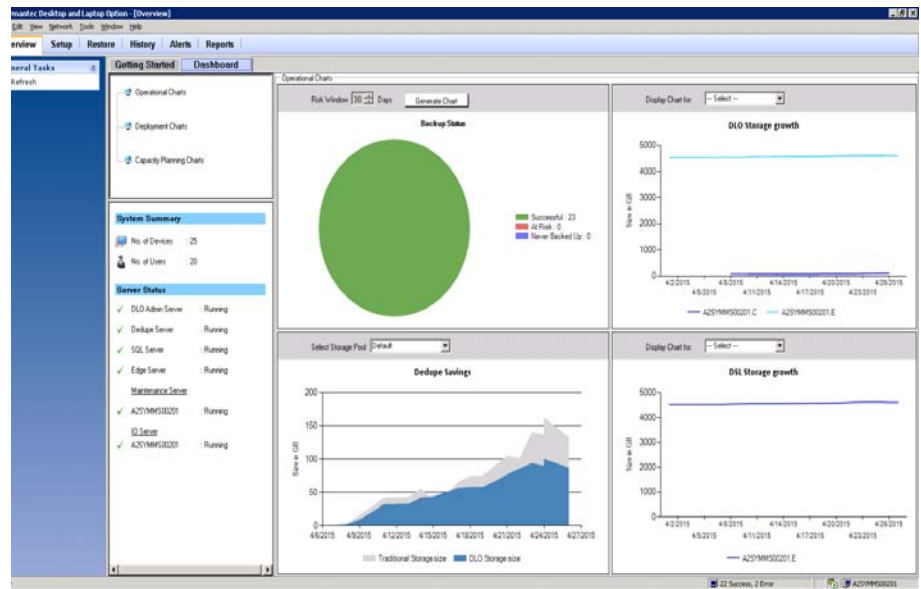 mantec Desktop and Laptop Option - [Overview]
Edit View Network Tools Window Help
erview Setup Restore History Alerts Reports
neral Tasks
Refresh
Getting Started Dashboard
Operational Charts
Deployment Charts
Capacity Planning Charts
System Summary
No. of Devices : 25
No. of Users : 20
Server Status
DLO Admin Server : Running
Dedupe Server : Running
SQL Server : Running
Edge Server : Running
Maintenance Server
A2SYMMS00201 : Running
IO Server
A2SYMMS00201 : Running
Operational Charts
Risk Window 30 Days Generate Chart
Backup Status
Successful : 23
At Risk : 0
Never Backed Up : 0
Display Chart for: -- Select --
DLO Storage growth
Size in GB
5000
4000
3000
2000
1000
0
4/2/2015 4/8/2015 4/14/2015 4/20/2015 4/26/2015
4/5/2015 4/11/2015 4/17/2015 4/23/2015
A2SYMMS00201.C A2SYMMS00201.E
Select Storage Pool Default
Dedupe Savings
Size in GB
200
150
100
50
0
4/6/2015 4/9/2015 4/12/2015 4/15/2015 4/18/2015 4/21/2015 4/24/2015 4/27/2015
Traditional Storage size DLO Storage size
Display Chart for: -- Select --
DSL Storage growth
Size in GB
5000
4000
3000
2000
1000
0
4/2/2015 4/8/2015 4/14/2015 4/20/2015 4/26/2015
4/5/2015 4/11/2015 4/17/2015 4/23/2015
A2SYMMS00201.E
22 Success, 2 Error A2SYMMS00201